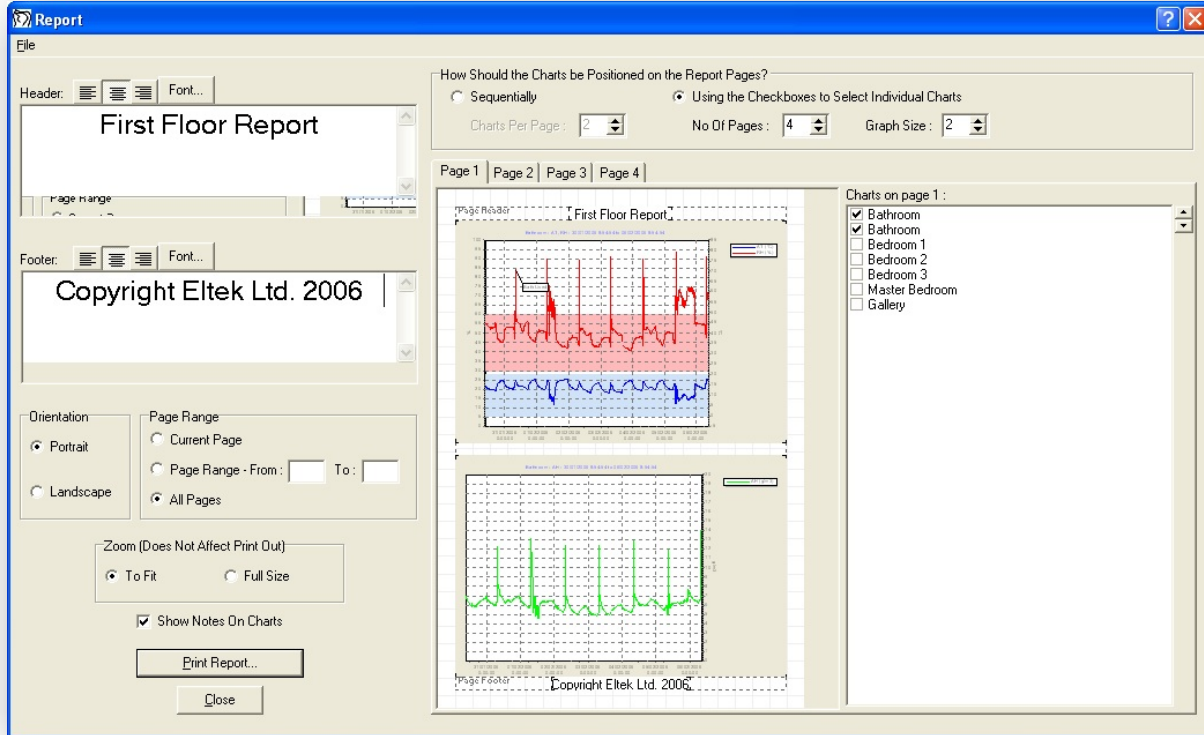 Report
File
Header: Font...
First Floor Report
Page Range
Footer: Font...
Copyright Eltek Ltd. 2006
Orientation
Portrait
Landscape
Page Range
Current Page
Page Range - From : To :
All Pages
Zoom (Does Not Affect Print Out)
To Fit Full Size
Show Notes On Charts
Print Report...
Close
How Should the Charts be Positioned on the Report Pages?
Sequentially Using the Checkboxes to Select Individual Charts
Charts Per Page : 2 No Of Pages : 4 Graph Size : 2
Page 1 Page 2 Page 3 Page 4
Page Header First Floor Report
Page Footer Copyright Eltek Ltd. 2006
Charts on page 1 :
Bathroom
Bathroom
Bedroom 1
Bedroom 2
Bedroom 3
Master Bedroom
Gallery